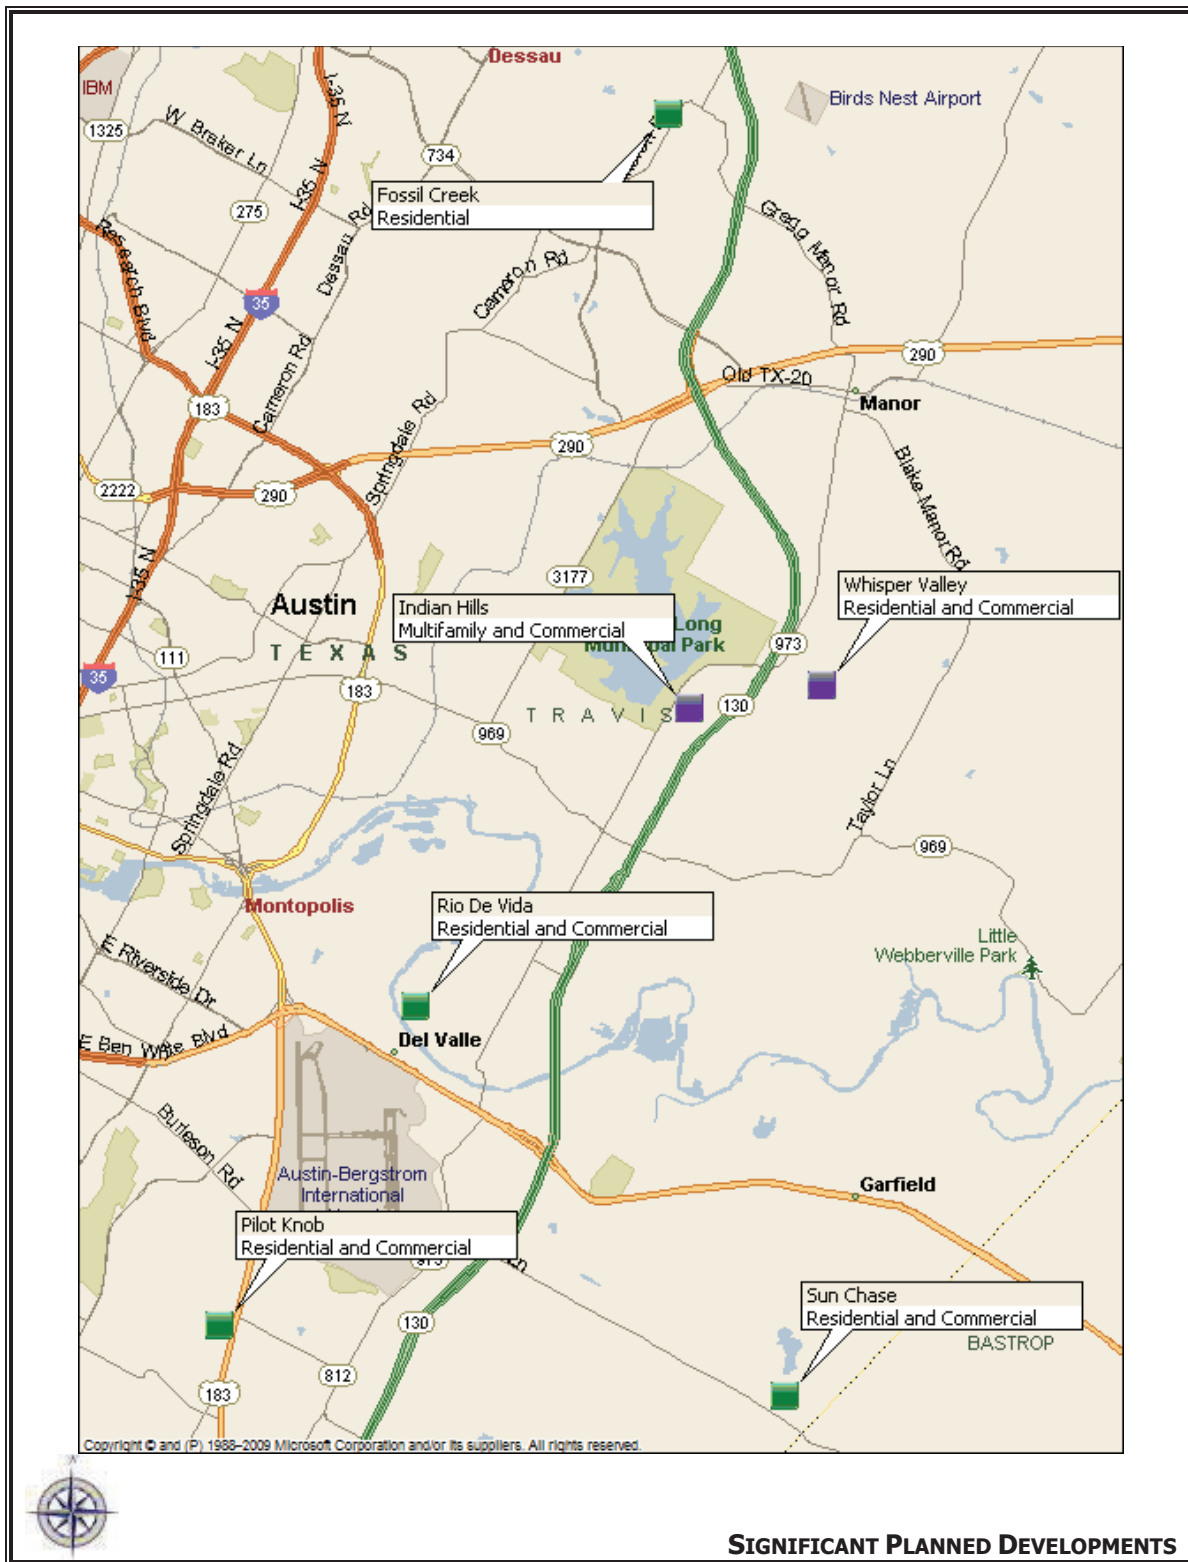 Dessau
IBM
I-35 N
Birds Nest Airport
1325
W Braker Ln
734
I-35 N
Fossil Creek
Residential
275
Dessau Rd
Gregg Manor Rd
Research Blvd
Cameron Rd
35
I-35 N
Cameron Rd
290
Old TX-20
183
Manor
Springdale Rd
290
2222
290
Blake Manor Rd
I-35 N
3177
Whisper Valley
Residential and Commercial
Austin
Indian Hills
Multifamily and Commercial
Long
Park
TEXAS
973
111
35
183
130
TRAVIS
969
Springdale Rd
Taylor Ln
969
Montopolis
Rio De Vida
Residential and Commercial
Little
Webberville Park
E Riverside Dr
Del Valle
E Ben White Blvd
Burleson Rd
Austin-Bergstrom
International
Garfield
Pilot Knob
Residential and Commercial
973
Ln
Sun Chase
Residential and Commercial
130
BASTROP
812
183
Copyright © and (P) 1988–2009 Microsoft Corporation and/or its suppliers. All rights reserved.
N
SIGNIFICANT PLANNED DEVELOPMENTS